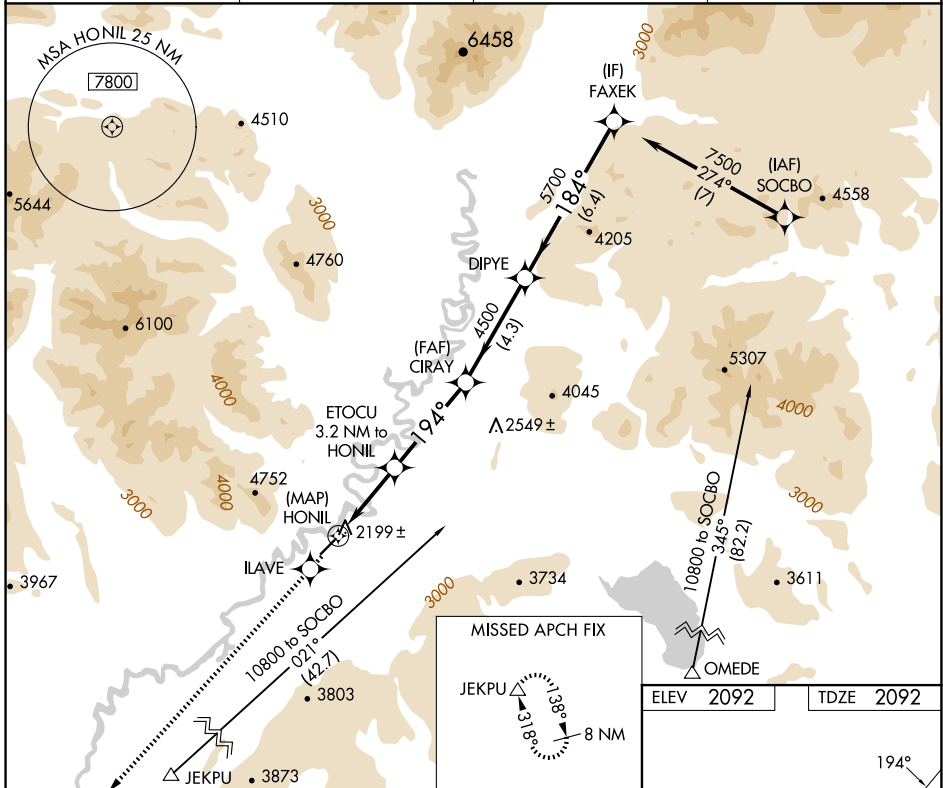 MSA HONIL 25 NM
7800
4510
6458
3000
(IF)
FAXEK
7500
274°
(7)
(IAF)
SOCBO
4558
5644
3000
5700
184°
(6.4)
4205
4760
DIPYE
6100
4500
(4.3)
(FAF)
CIRAY
5307
4000
4045
4000
2549 ±
ETOCU
3.2 NM to
HONIL
194°
4752
4000
3000
3000
(MAP)
HONIL
2199 ±
10800 to SOCBO
345°
(82.2)
ILAVE
3967
3000
3734
3611
10800 to SOCBO
021°
(42.7)
MISSED APCH FIX
JEKPU
138°
318°
8 NM
OMEDE
3803
ELEV 2092
TDZE 2092
JEKPU
3873
194°